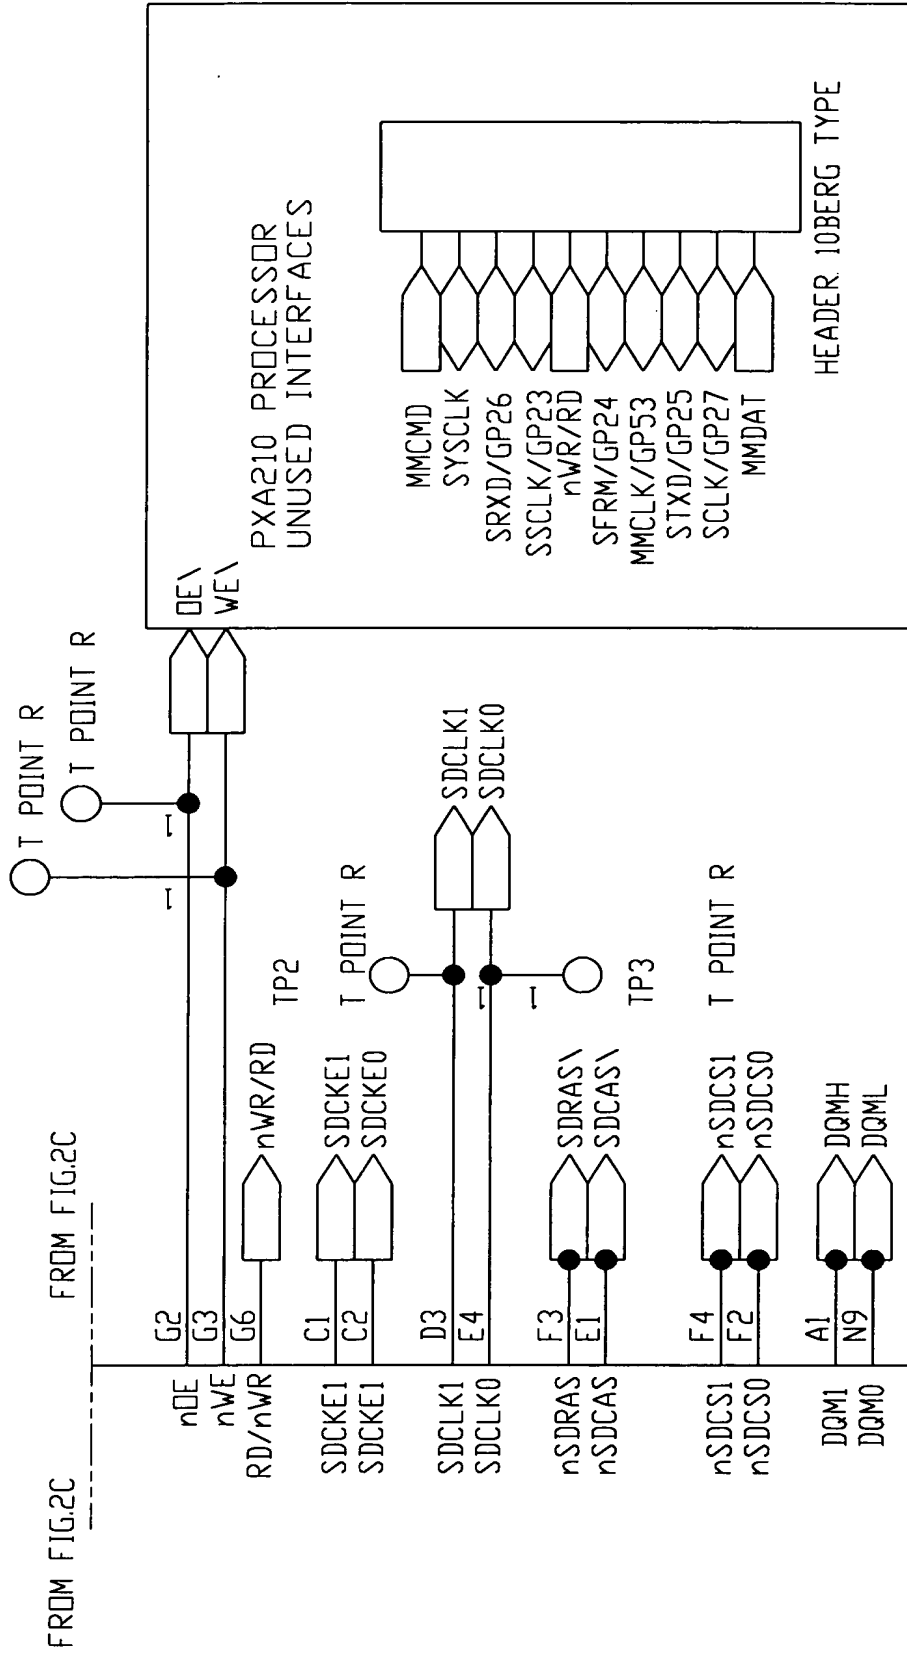 FROM FIG.2C
FROM FIG.2C
nOE
G2
OE\
nWE
G3
WE\
RD/nWR
G6
nWR/RD
T POINT R
T POINT R
1
1
SDCKE1
C1
SDCKE1
SDCKE1
C2
SDCKE0
TP2
T POINT R
SDCLK1
D3
SDCLK1
SDCLK0
E4
SDCLK0
1
1
TP3
T POINT R
nSDRAS
F3
SDRAS\
nSDCAS
E1
SDCAS\
nSDCS1
F4
nSDCS1
nSDCS0
F2
nSDCS0
DQM1
A1
DQMH
DQM0
N9
DQML
PXA210 PROCESSOR
UNUSED INTERFACES
MMCMD
SYSCLK
SRXD/GP26
SSCLK/GP23
nWR/RD
SFRM/GP24
MMCLK/GP53
STXD/GP25
SCLK/GP27
MMDAT
HEADER 10BERG TYPE